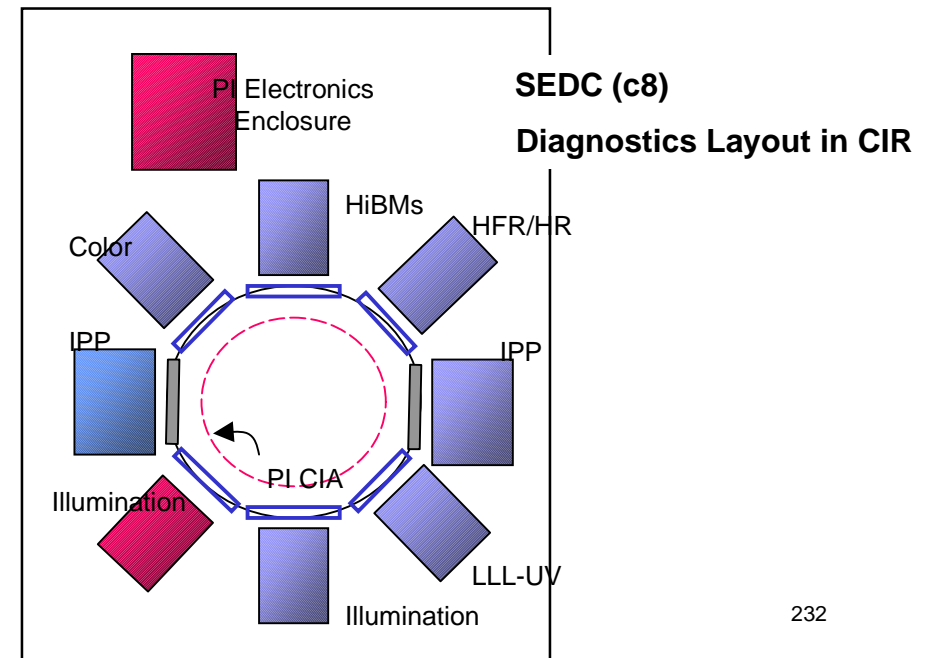 SEDC (c8)
Diagnostics Layout in CIR
PI Electronics
Enclosure
HiBMs
HFR/HR
Color
IPP
IPP
PI CIA
Illumination
LLL-UV
Illumination
232